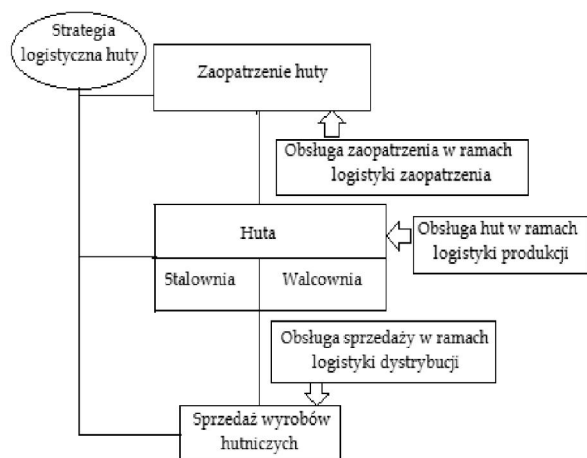 Strategia
logistyczna huty
Zaopatrzenie huty
Obsługa zaopatrzenia w ramach
logistyki zaopatrzenia
Huta
Obsługa hut w ramach
logistyki produkcji
Stalownia
Walcownia
Obsługa sprzedaży w ramach
logistyki dystrybucji
Sprzedaż wyrobów
hutniczych